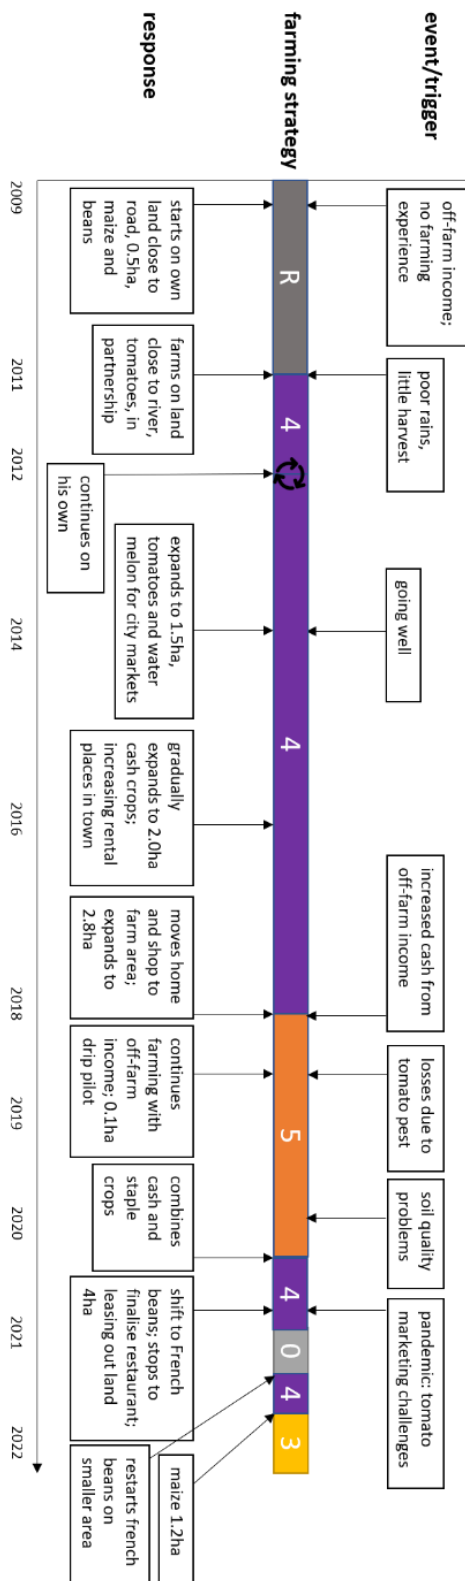 event/trigger
off-farm income;
no farming
experience
poor rains,
little harvest
going well
increased cash from
off-farm income
losses due to
tomato pest
soil quality
problems
pandemic: tomato
marketing challenges
farming strategy
R
4
4
5
4
0
4
3
response
starts on own
land close to
road, 0.5ha,
maize and
beans
farms on land
close to river,
tomatoes, in
partnership
continues on
his own
expands to 1.5ha,
tomatoes and water
melon for city markets
gradually
expands to 2.0ha
cash crops;
increasing rental
places in town
moves home
and shop to
farm area;
expands to
2.8ha
continues
farming with
off-farm
income; 0.1ha
drip pilot
combines
cash and
staple
crops
shift to French
beans; stops to
finalise restaurant;
leasing out land
4ha
restarts french
beans on
smaller area
maize 1.2ha
2009
2011
2012
2014
2016
2018
2019
2020
2021
2022